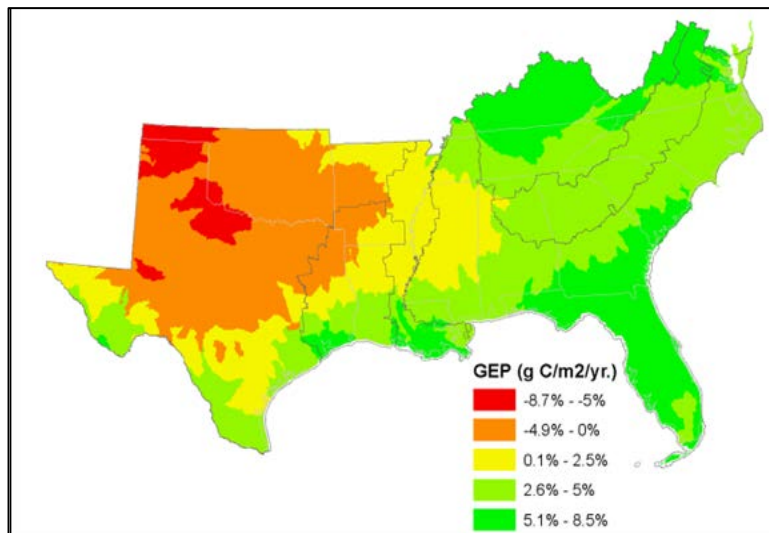 GEP (g C/m2/yr.)
-8.7% - -5%
-4.9% - 0%
0.1% - 2.5%
2.6% - 5%
5.1% - 8.5%